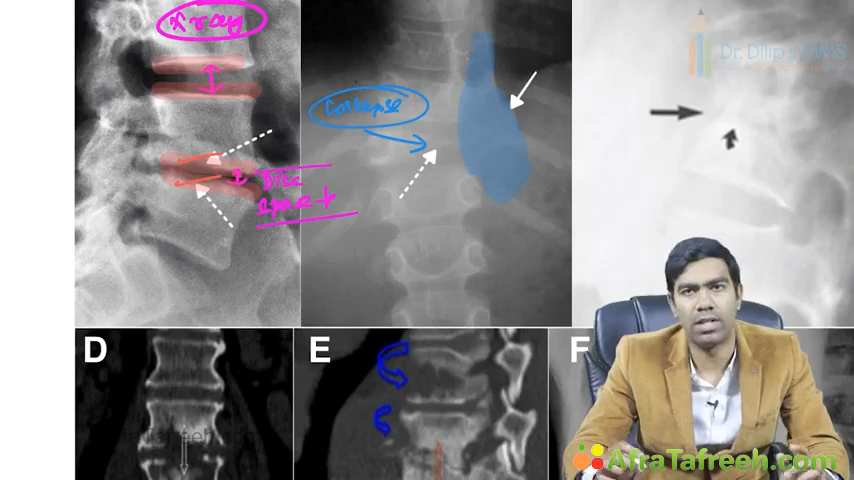 X ray
Dr. Dilip's MMS
Collapse
Disc
space ↓
D
E
F
AfraTafreeh.com